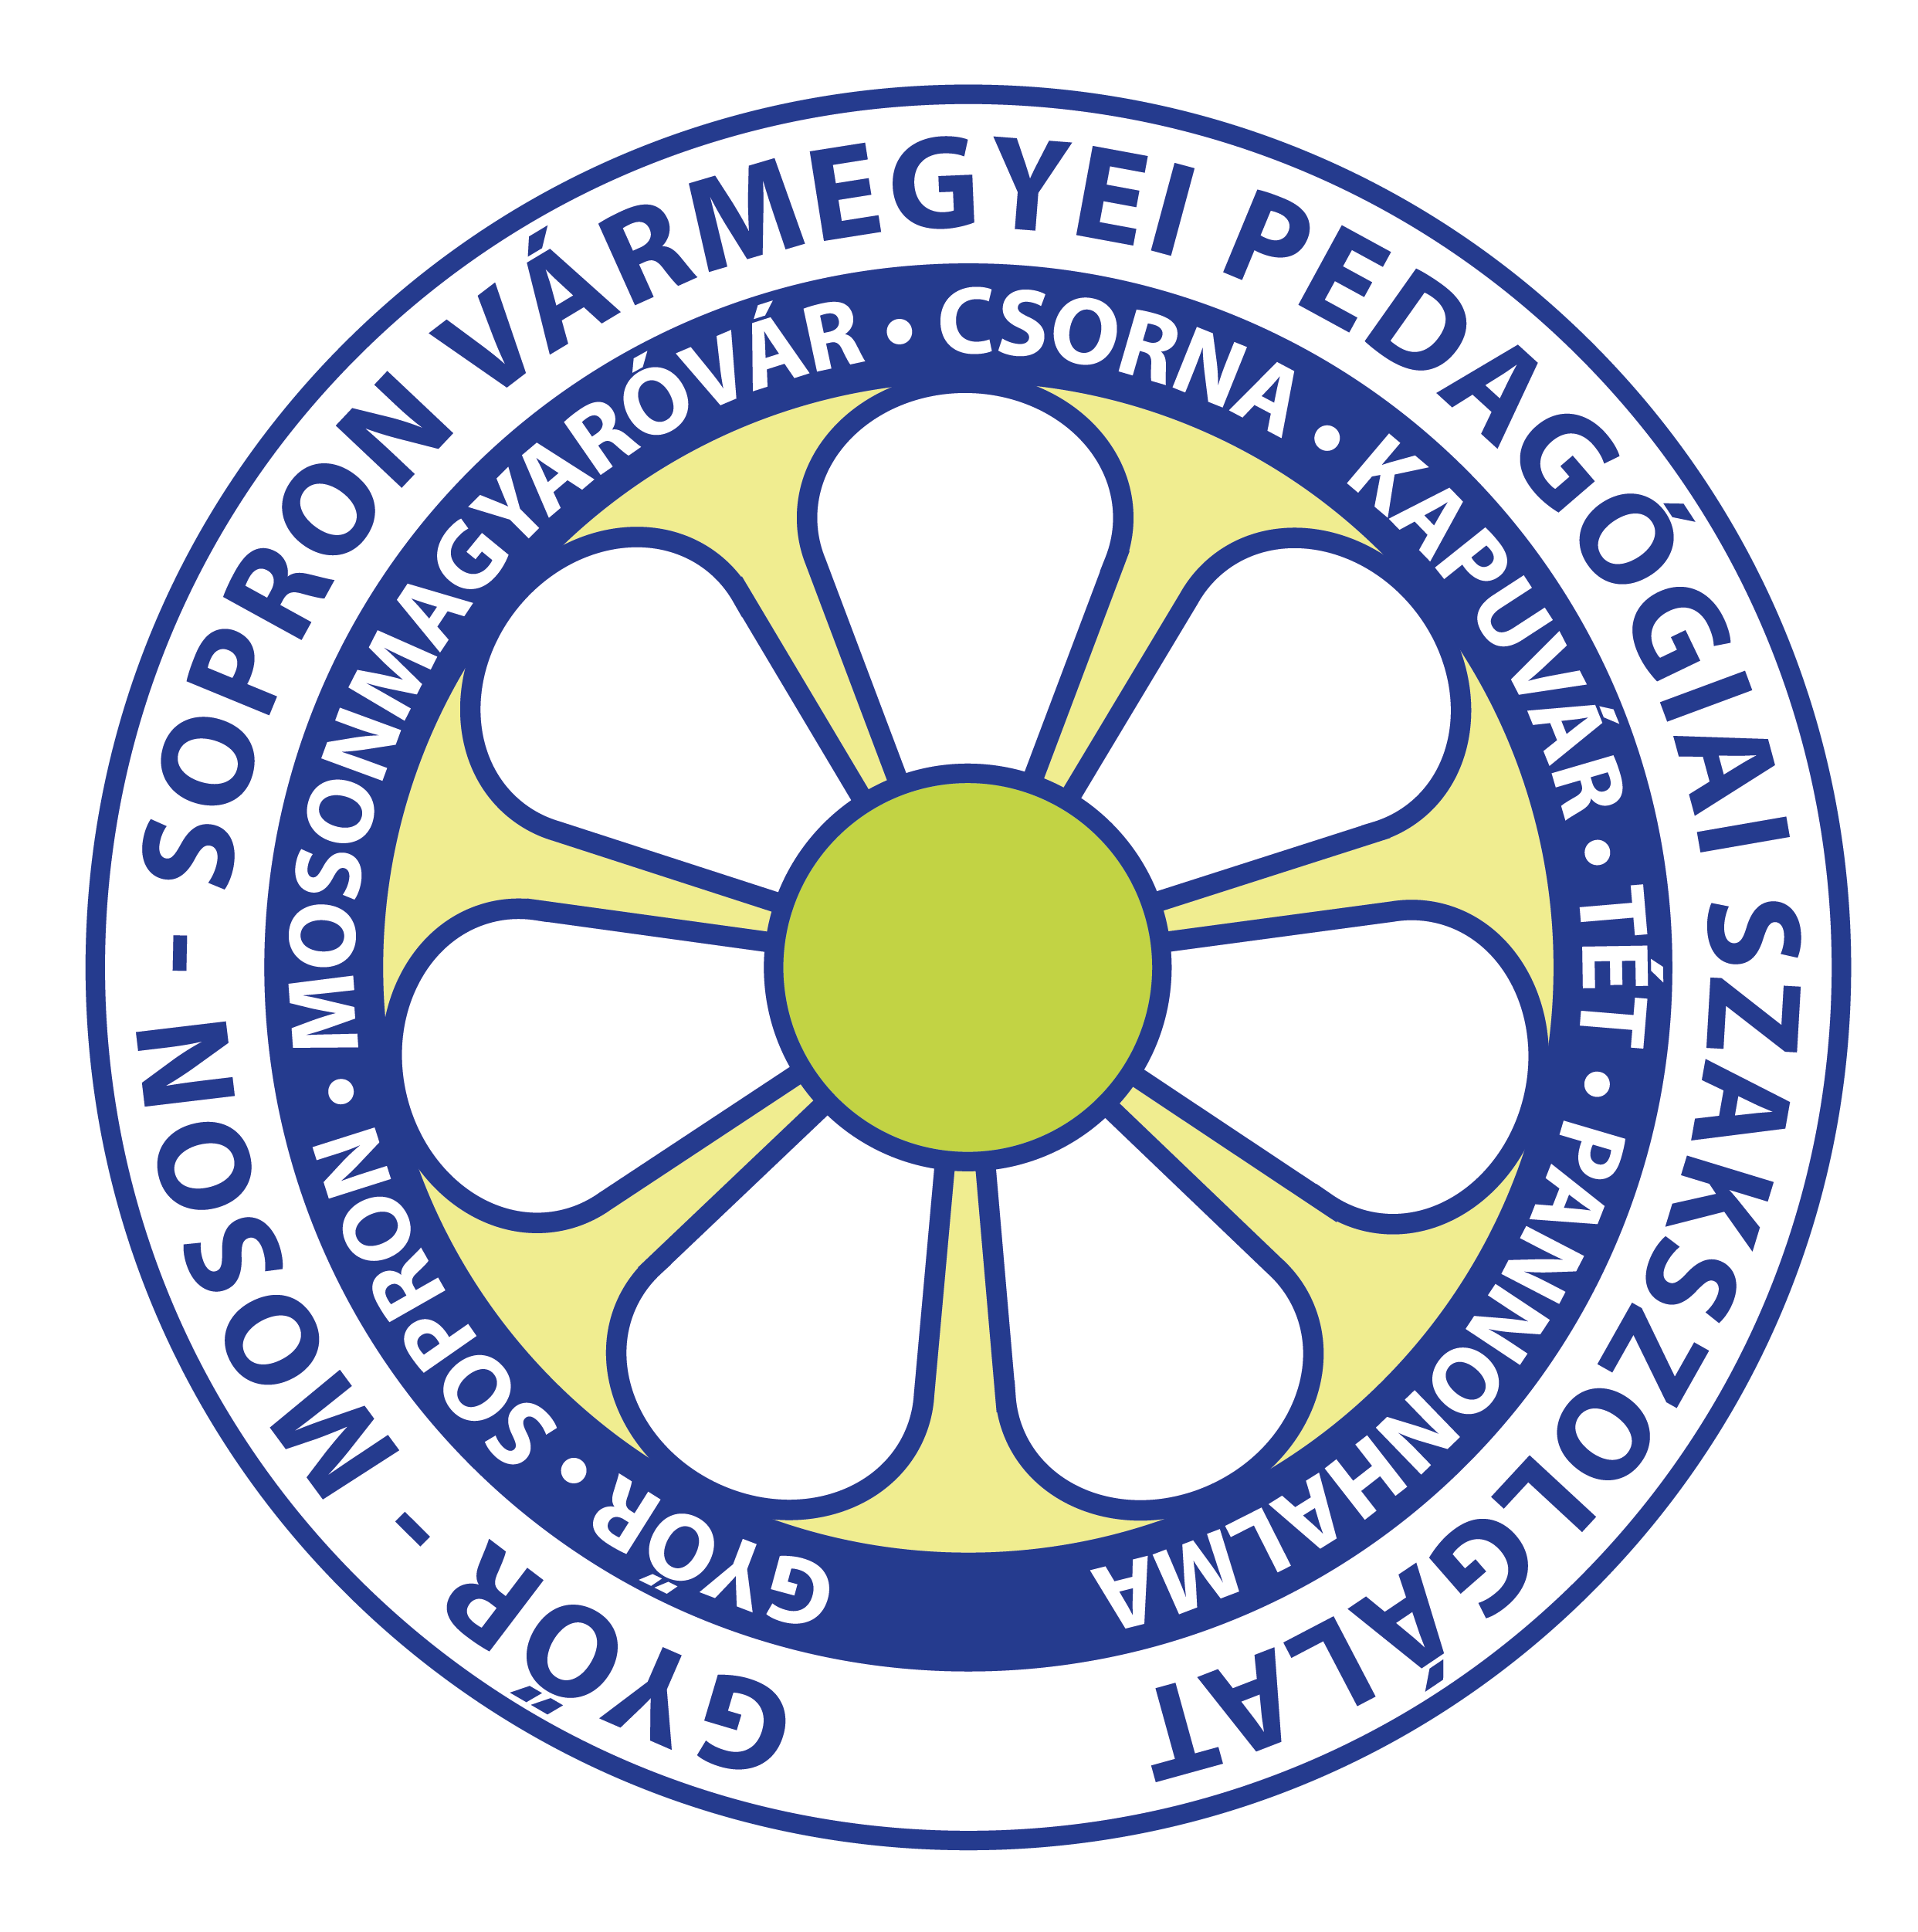 GYŐR - MOSON - SOPRON VÁRMEGYEI PEDAGÓGIAI SZAKSZOLGÁLAT
GYŐR • SOPRON • MOSONMAGYARÓVÁR • CSORNA • KAPUVÁR • TÉT • PANNONHALMA